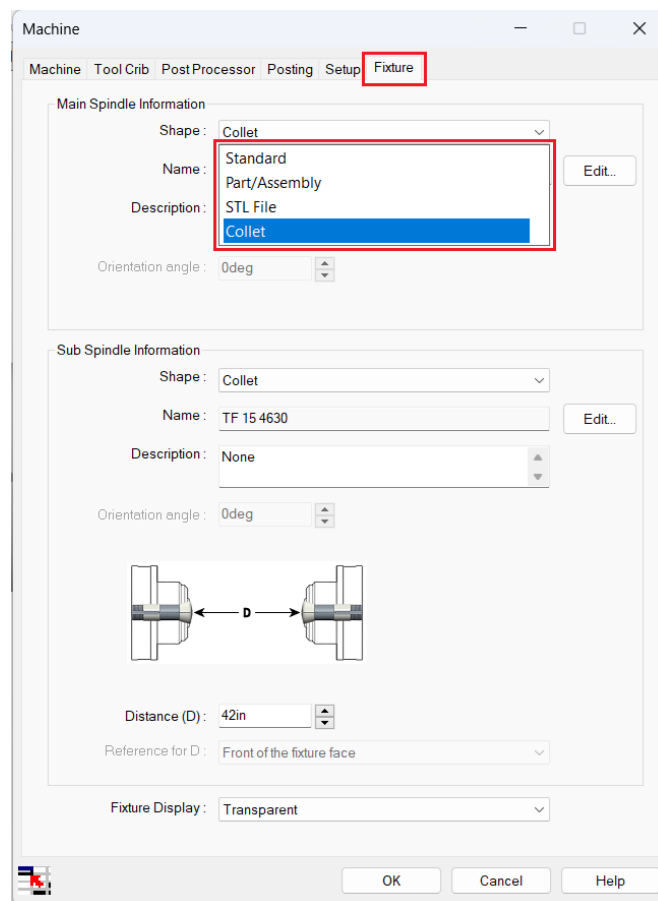 Machine
Machine Tool Crib Post Processor Posting Setup Fixture
Main Spindle Information
Shape : Collet
Standard
Name : Part/Assembly Edit...
Description : STL File
Collet
Orientation angle : 0deg
Sub Spindle Information
Shape : Collet
Name : TF 15 4630 Edit...
Description : None
Orientation angle : 0deg
D
Distance (D) : 42in
Reference for D : Front of the fixture face
Fixture Display : Transparent
OK Cancel Help